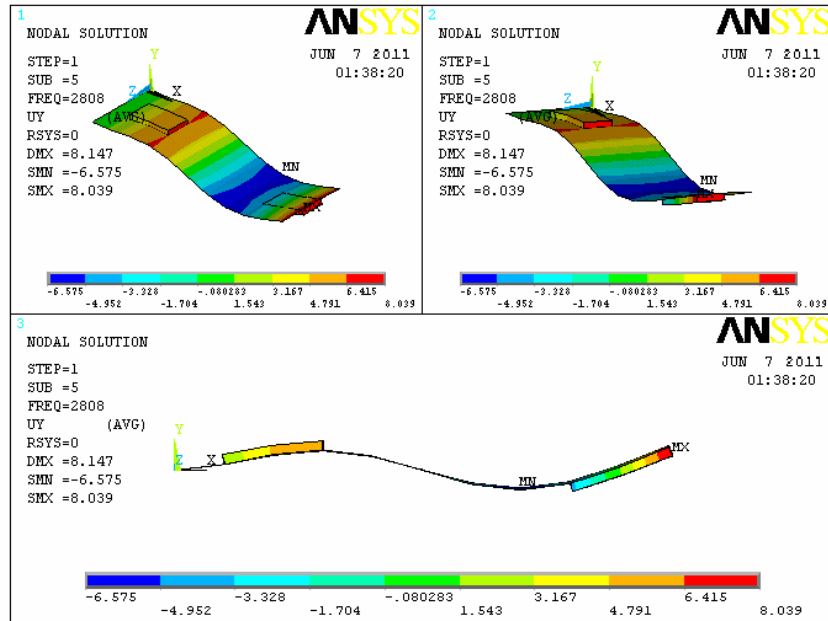 1
ANSYS
NODAL SOLUTION
JUN 7 2011
01:38:20
STEP=1
SUB =5
FREQ=2808
UY (AVG)
RSYS=0
DMX =8.147
SMN =-6.575
SMX =8.039
Y
Z X
MN
MX
-6.575 -3.328 -.080283 3.167 6.415
-4.952 -1.704 1.543 4.791 8.039
2
ANSYS
NODAL SOLUTION
JUN 7 2011
01:38:20
STEP=1
SUB =5
FREQ=2808
UY (AVG)
RSYS=0
DMX =8.147
SMN =-6.575
SMX =8.039
Y
Z X
MN
-6.575 -3.328 -.080283 3.167 6.415
-4.952 -1.704 1.543 4.791 8.039
3
ANSYS
NODAL SOLUTION
JUN 7 2011
01:38:20
STEP=1
SUB =5
FREQ=2808
UY (AVG)
RSYS=0
DMX =8.147
SMN =-6.575
SMX =8.039
Y
Z X
MN
MX
-6.575 -3.328 -.080283 3.167 6.415
-4.952 -1.704 1.543 4.791 8.039